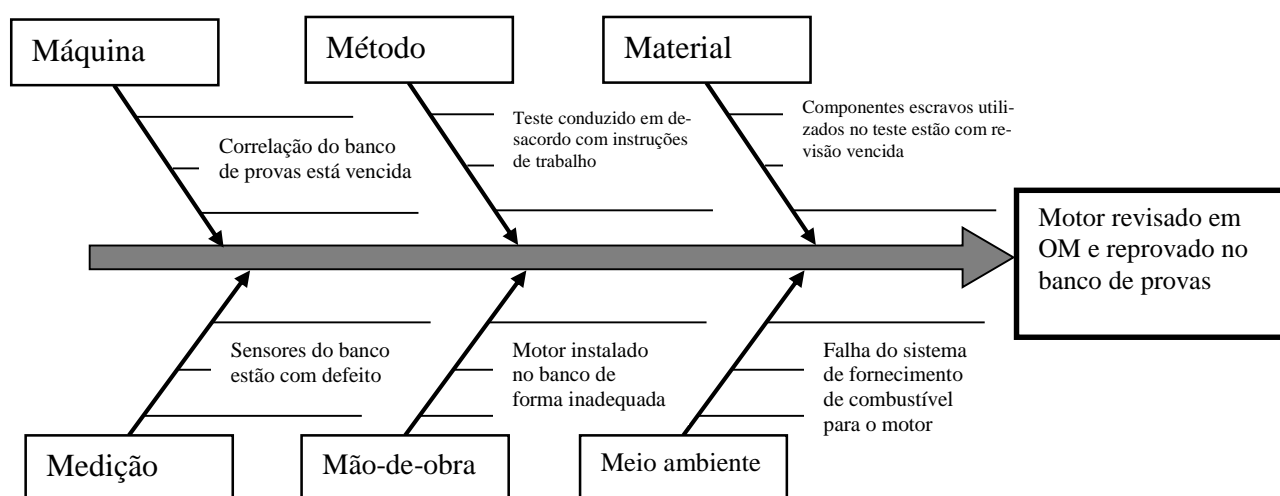 Máquina
Método
Material
Correlação do banco
de provas está vencida
Teste conduzido em de-
sacordo com instruções
de trabalho
Componentes escravos utili-
zados no teste estão com re-
visão vencida
Motor revisado em
OM e reprovado no
banco de provas
Sensores do banco
estão com defeito
Motor instalado
no banco de
forma inadequada
Falha do sistema
de fornecimento
de combustível
para o motor
Medição
Mão-de-obra
Meio ambiente